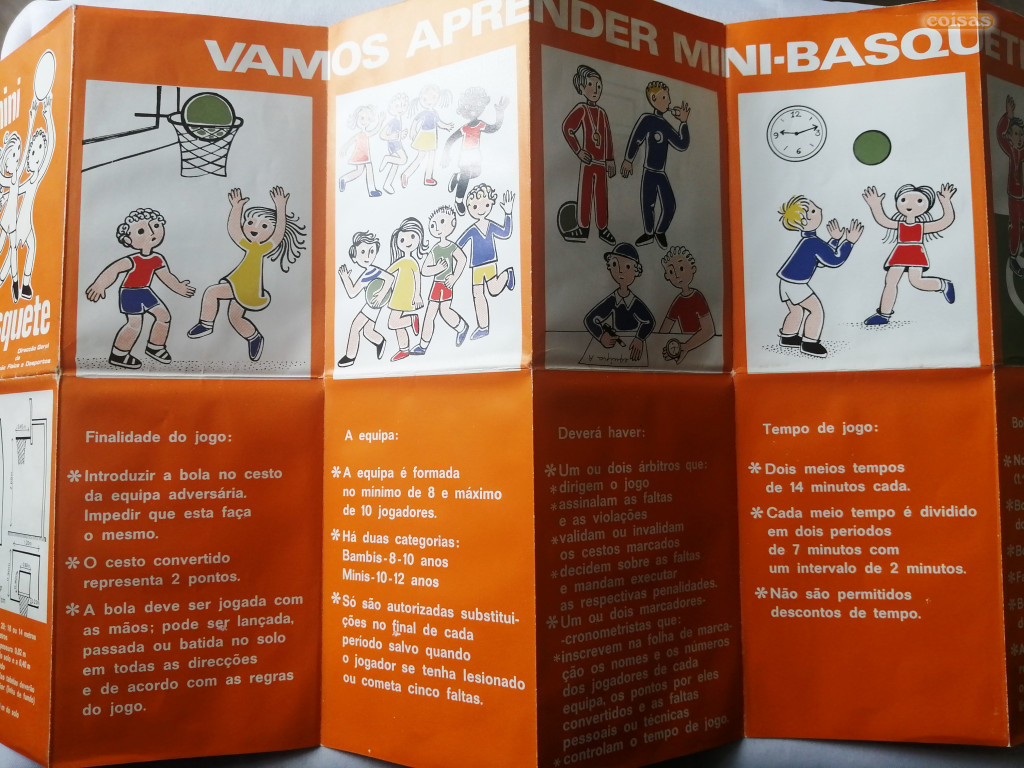 coisas
VAMOS APRENDER MINI-BASQUETE
mini
squete
Direcção Geral
de
12
3
6
9
Finalidade do jogo:
* Introduzir a bola no cesto
da equipa adversária.
Impedir que esta faça
o mesmo.
* O cesto convertido
representa 2 pontos.
* A bola deve ser jogada com
as mãos; pode ser lançada,
passada ou batida no solo
em todas as direcções
e de acordo com as regras
do jogo.
A equipa:
* A equipa é formada
no mínimo de 8 e máximo
de 10 jogadores.
* Há duas categorias:
Bambis-8-10 anos
Minis-10-12 anos
* Só são autorizadas substitui-
ções no final de cada
período salvo quando
o jogador se tenha lesionado
ou cometa cinco faltas.
Deverá haver:
* Um ou dois árbitros que:
* dirigem o jogo
* assinalam as faltas
e as violações
* validam ou invalidam
os cestos marcados
* decidem sobre as faltas
e mandam executar
as respectivas penalidades.
* Um ou dois marcadores-
-cronometristas que:
* inscrevem na folha de marca-
ção os nomes e os números
dos jogadores de cada
equipa, os pontos por eles
convertidos e as faltas
pessoais ou técnicas
* controlam o tempo de jogo.
Tempo de jogo:
* Dois meios tempos
de 14 minutos cada.
* Cada meio tempo é dividido
em dois periodos
de 7 minutos com
um intervalo de 2 minutos.
* Não são permitidos
descontos de tempo.